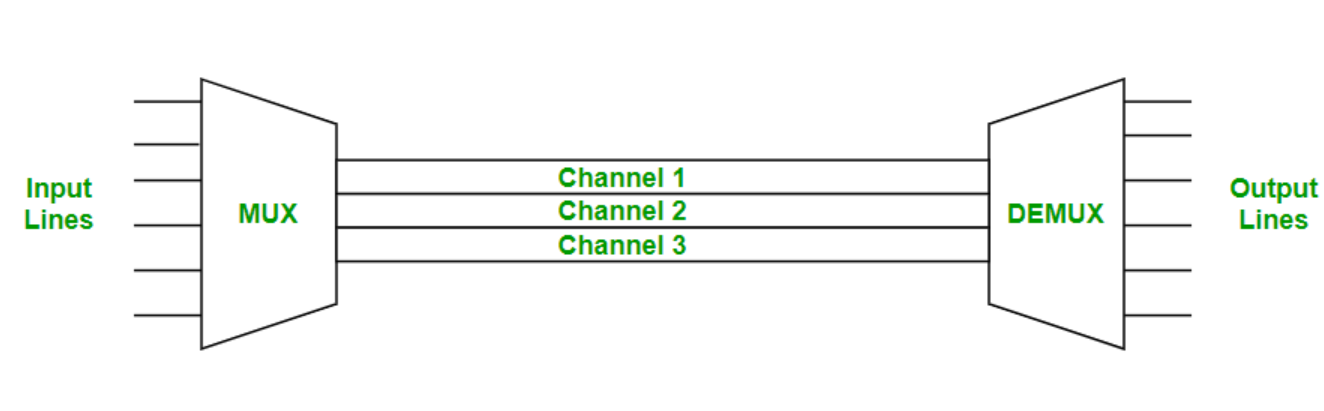 Input
Lines
MUX
Channel 1
Channel 2
Channel 3
DEMUX
Output
Lines